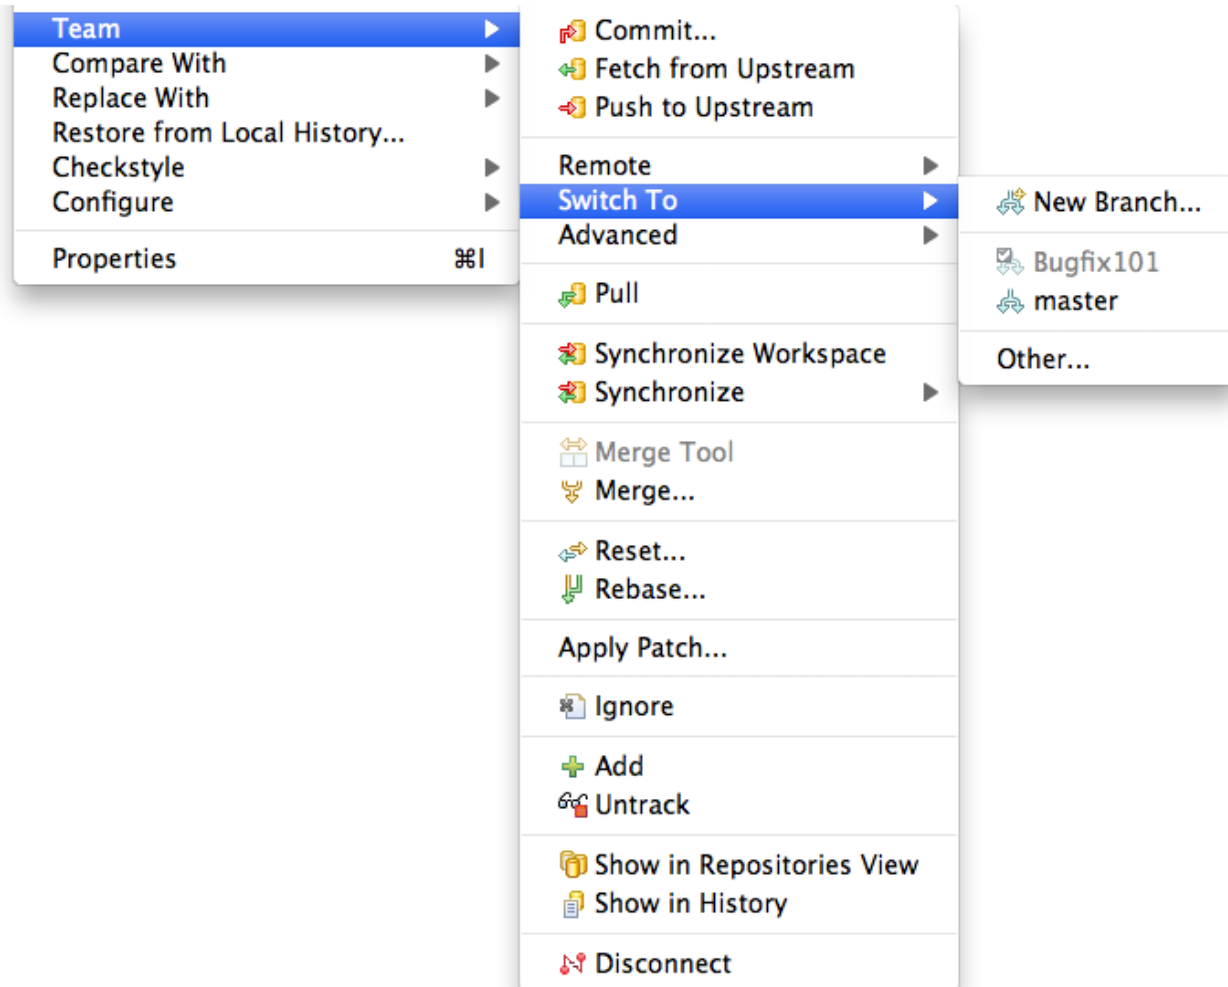 Team
Compare With
Replace With
Restore from Local History...
Checkstyle
Configure
Properties ⌘I
Commit...
Fetch from Upstream
Push to Upstream
Remote
Switch To
Advanced
Pull
Synchronize Workspace
Synchronize
Merge Tool
Merge...
Reset...
Rebase...
Apply Patch...
Ignore
Add
Untrack
Show in Repositories View
Show in History
Disconnect
New Branch...
Bugfix101
master
Other...